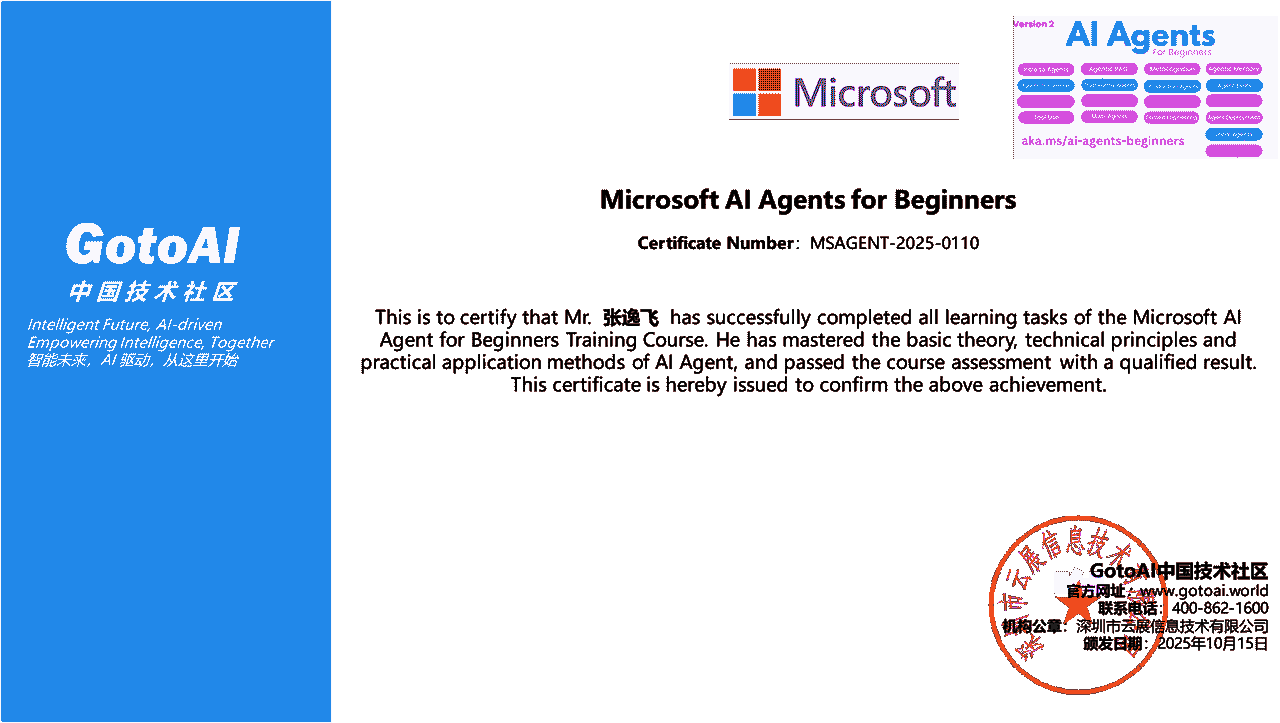 GotoAI
中国技术社区
Intelligent Future, AI-driven
Empowering Intelligence, Together
智能未来，AI 驱动，从这里开始
Microsoft
Version 2
AI Agents
For Beginners
aka.ms/ai-agents-beginners
Microsoft AI Agents for Beginners
Certificate Number：MSAGENT-2025-0110
This is to certify that Mr. 张逸飞 has successfully completed all learning tasks of the Microsoft AI
Agent for Beginners Training Course. He has mastered the basic theory, technical principles and
practical application methods of AI Agent, and passed the course assessment with a qualified result.
This certificate is hereby issued to confirm the above achievement.
GotoAI中国技术社区
官方网址：www.gotoai.world
联系电话：400-862-1600
机构公章：深圳市云展信息技术有限公司
颁发日期：2025年10月15日